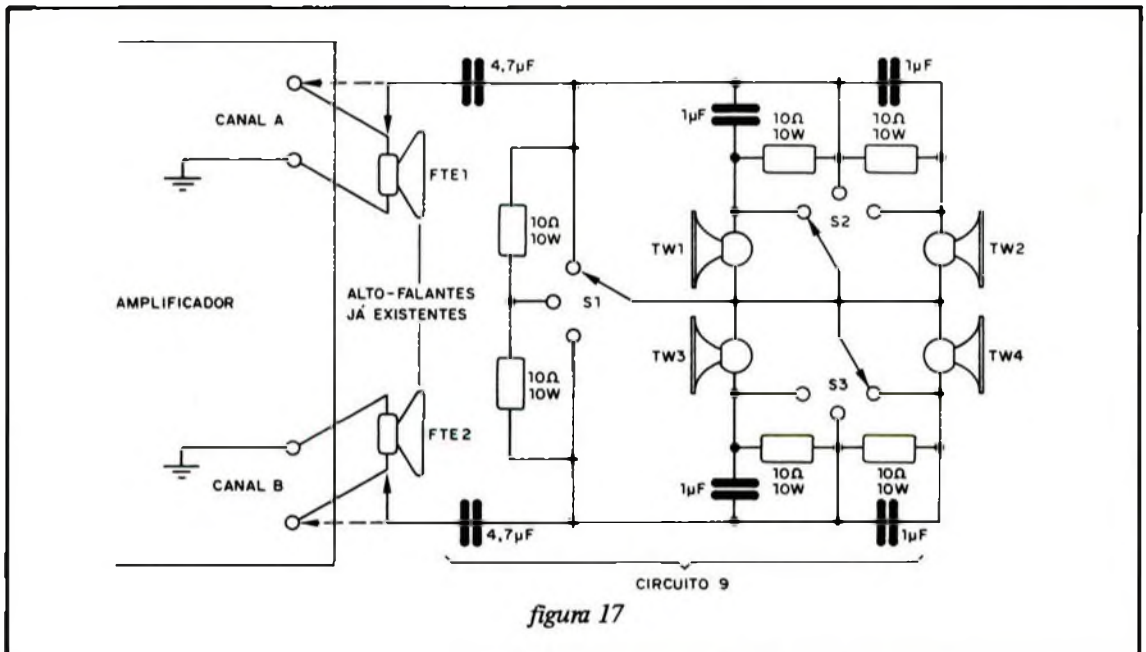 4,7µF
1µF
CANAL A
1µF
10Ω
10W
10Ω
10W
FTE1
10Ω
10W
S2
TW1
TW2
AMPLIFICADOR
ALTO-FALANTES
JÁ EXISTENTES
S1
TW3
TW4
10Ω
10W
S3
FTE2
CANAL B
10Ω
10W
10Ω
10W
1µF
4,7µF
1µF
CIRCUITO 9
figura 17